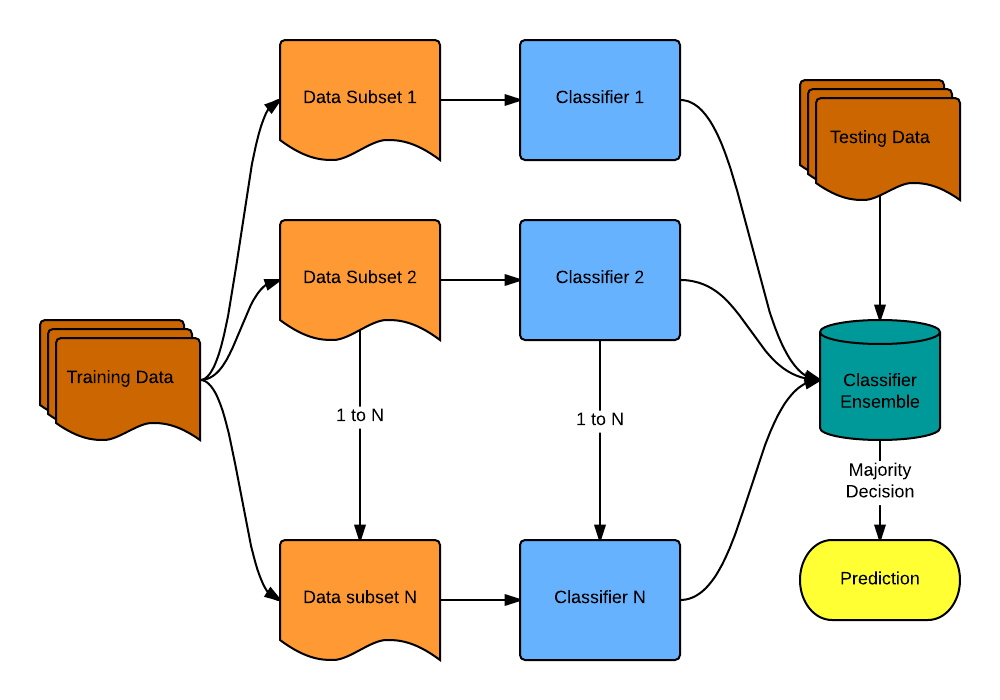 Data Subset 1
Classifier 1
Testing Data
Data Subset 2
Classifier 2
Training Data
Classifier
Ensemble
1 to N
1 to N
Majority
Decision
Data subset N
Classifier N
Prediction